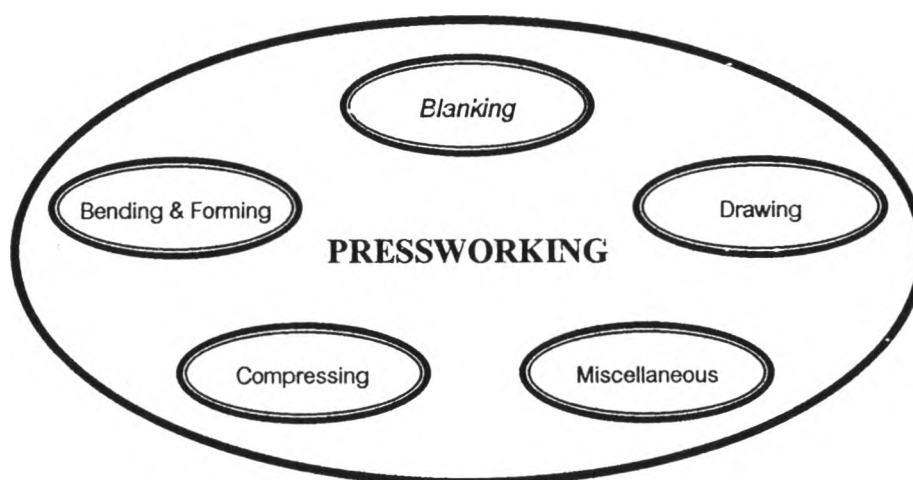 Blanking
Bending & Forming
Drawing
PRESSWORKING
Compressing
Miscellaneous